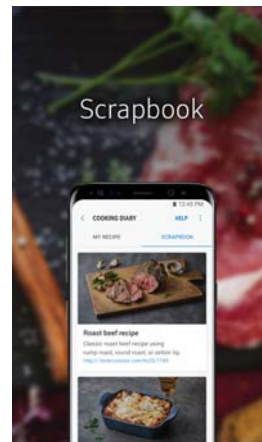 Scrapbook
12:45 PM
< COOKING DIARY HELP
MY RECIPE SCRAPBOOK
Roast beef recipe
Classic roast beef recipe using
rump roast, round roast, or sirloin tip.